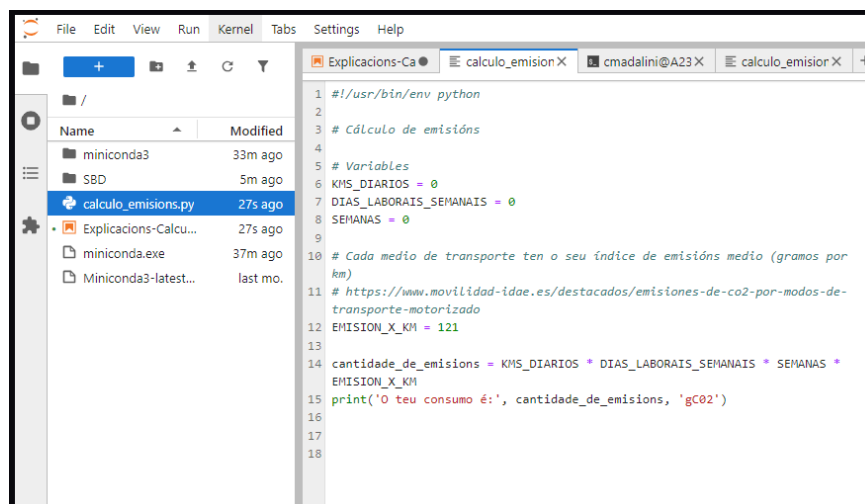 File Edit View Run Kernel Tabs Settings Help
+
Explicacions-Ca
calculo_emision
cmadalini@A23
calculo_emisior
/
Name Modified
miniconda3 33m ago
SBD 5m ago
calculo_emisions.py 27s ago
Explicacions-Calcu... 27s ago
miniconda.exe 37m ago
Miniconda3-latest... last mo.
1 #!/usr/bin/env python
2
3 # Cálculo de emisións
4
5 # Variables
6 KMS_DIARIOS = 0
7 DIAS_LABORAIS_SEMANAIS = 0
8 SEMANAS = 0
9
10 # Cada medio de transporte ten o seu índice de emisións medio (gramos por
km)
11 # https://www.movilidad-idae.es/destacados/emisiones-de-co2-por-modos-de-
transporte-motorizado
12 EMISION_X_KM = 121
13
14 cantidade_de_emisions = KMS_DIARIOS * DIAS_LABORAIS_SEMANAIS * SEMANAS *
EMISION_X_KM
15 print('O teu consumo é:', cantidade_de_emisions, 'gC02')
16
17
18